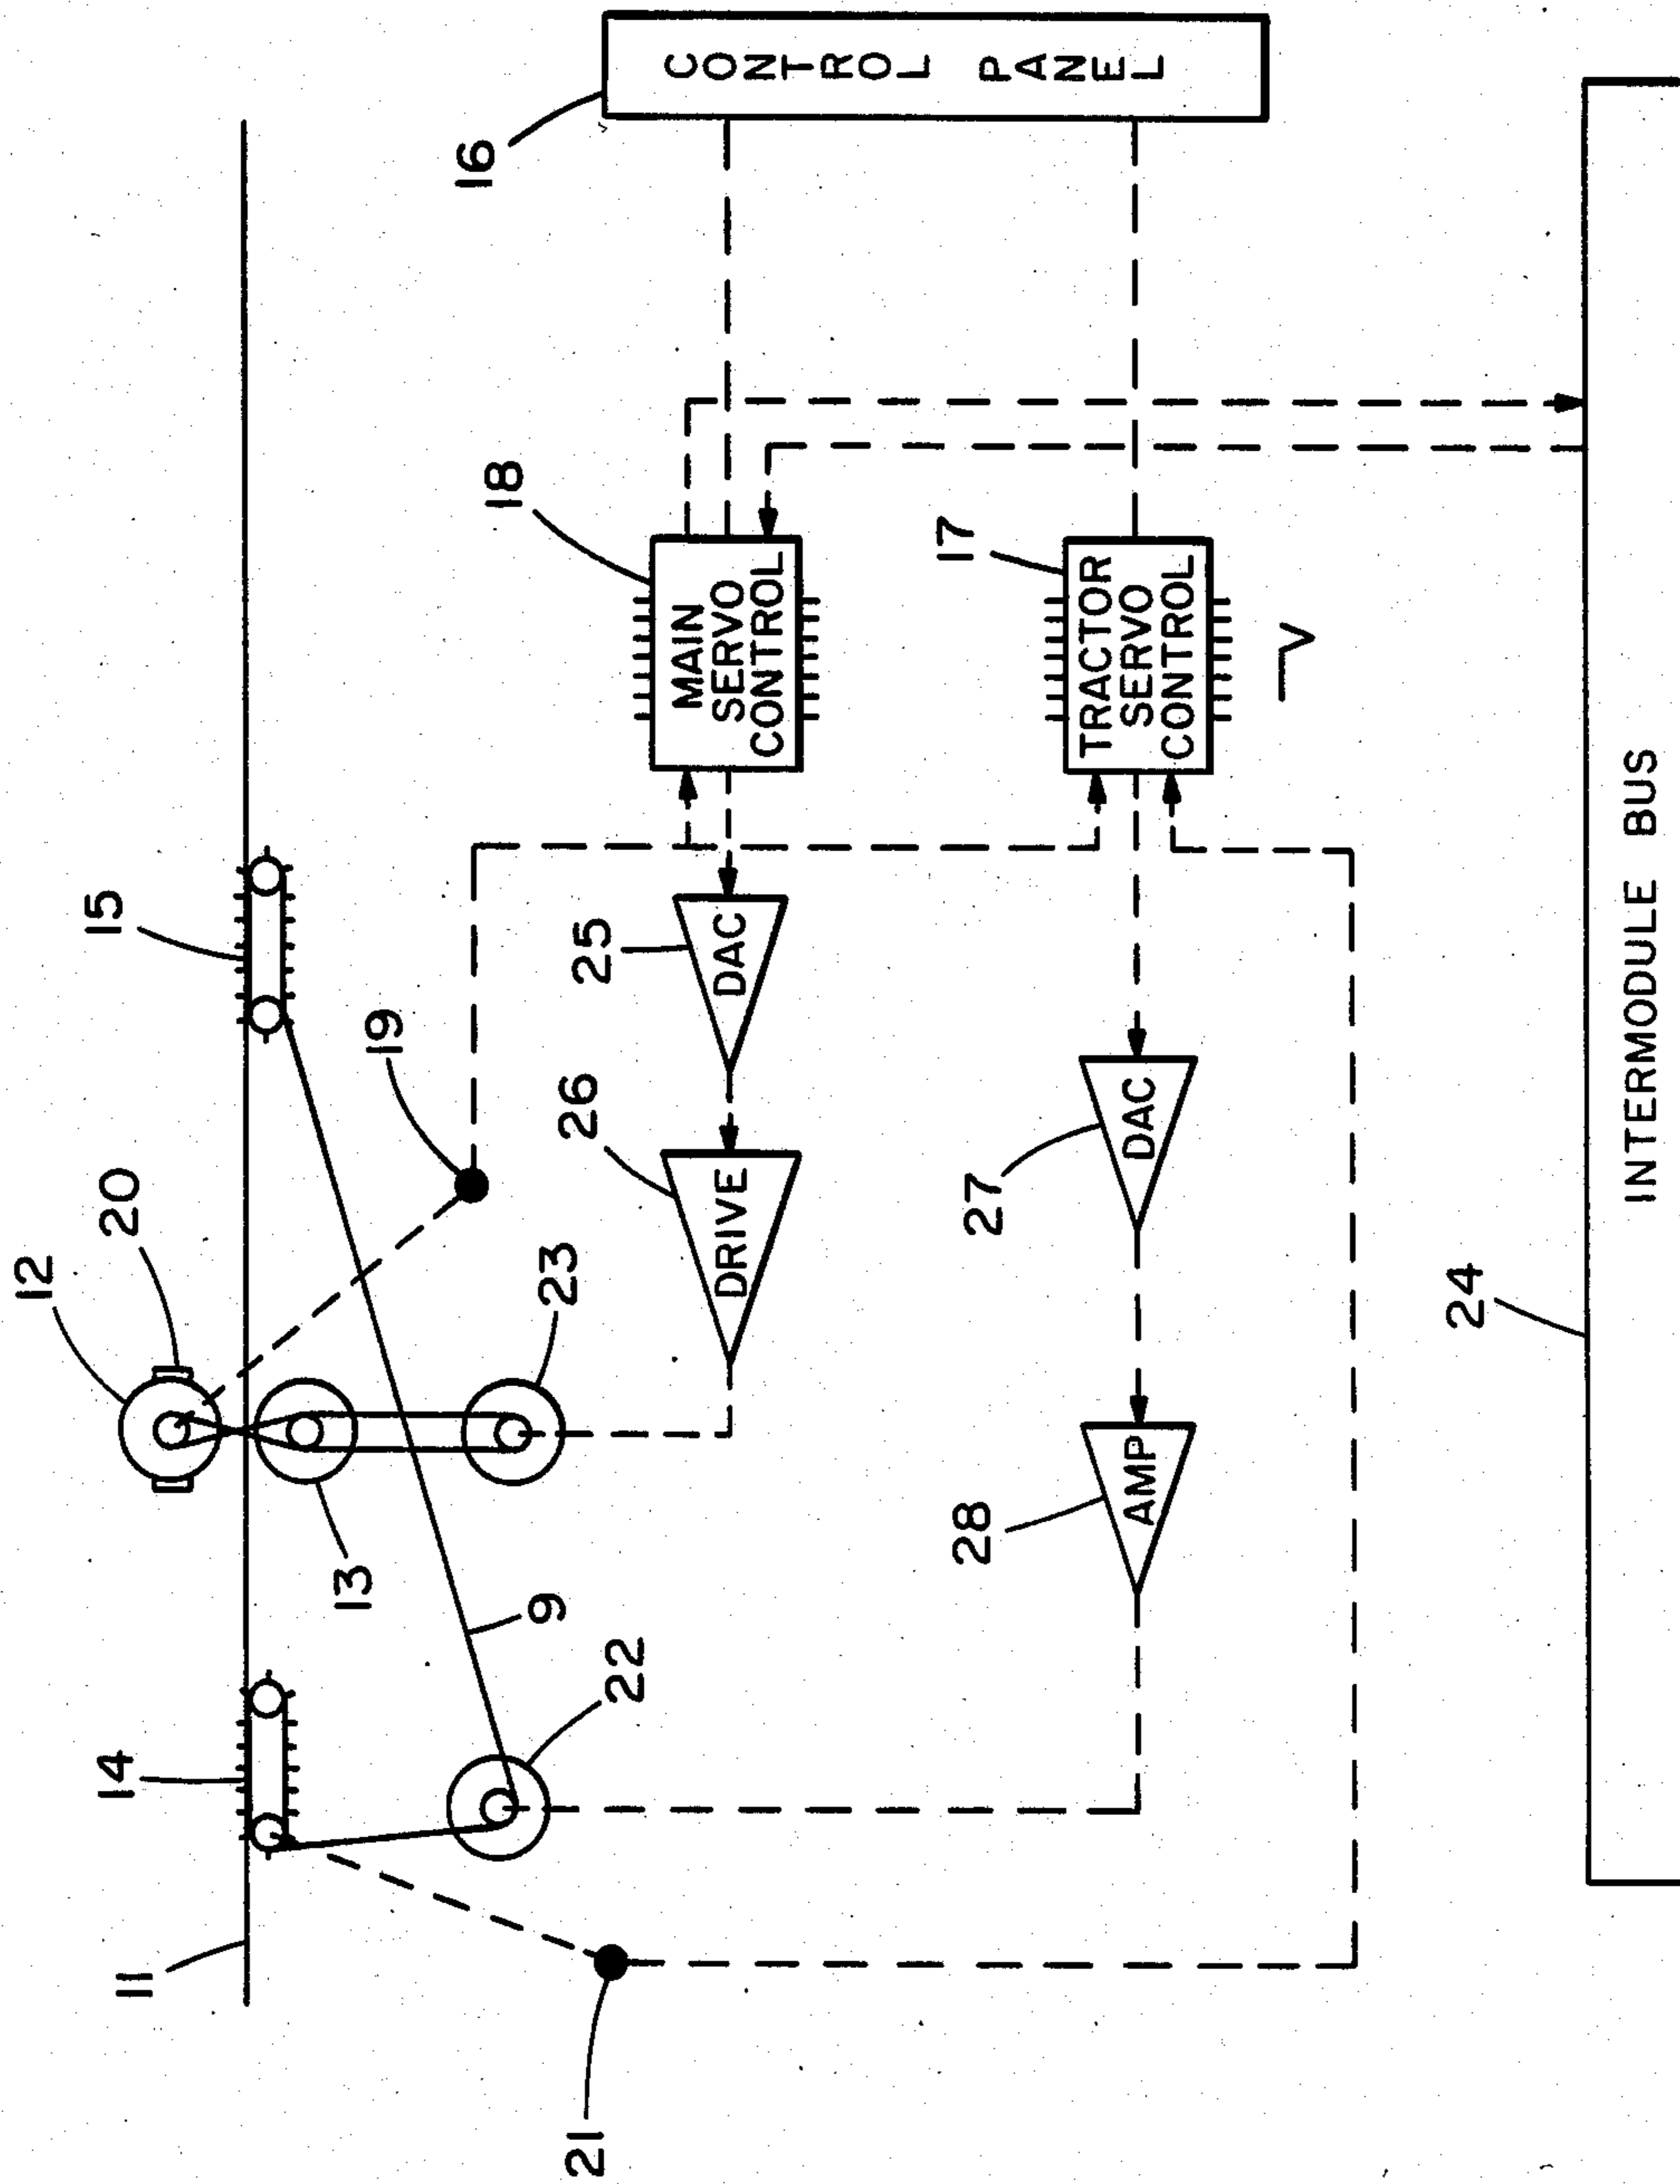 16
CONTROL PANEL
18
MAIN
SERVO
CONTROL
17
TRACTOR
SERVO
CONTROL
V
15
25
DAC
19
26
DRIVE
27
DAC
20
12
23
13
28
AMP
9
14
22
11
21
24
INTERMODULE BUS